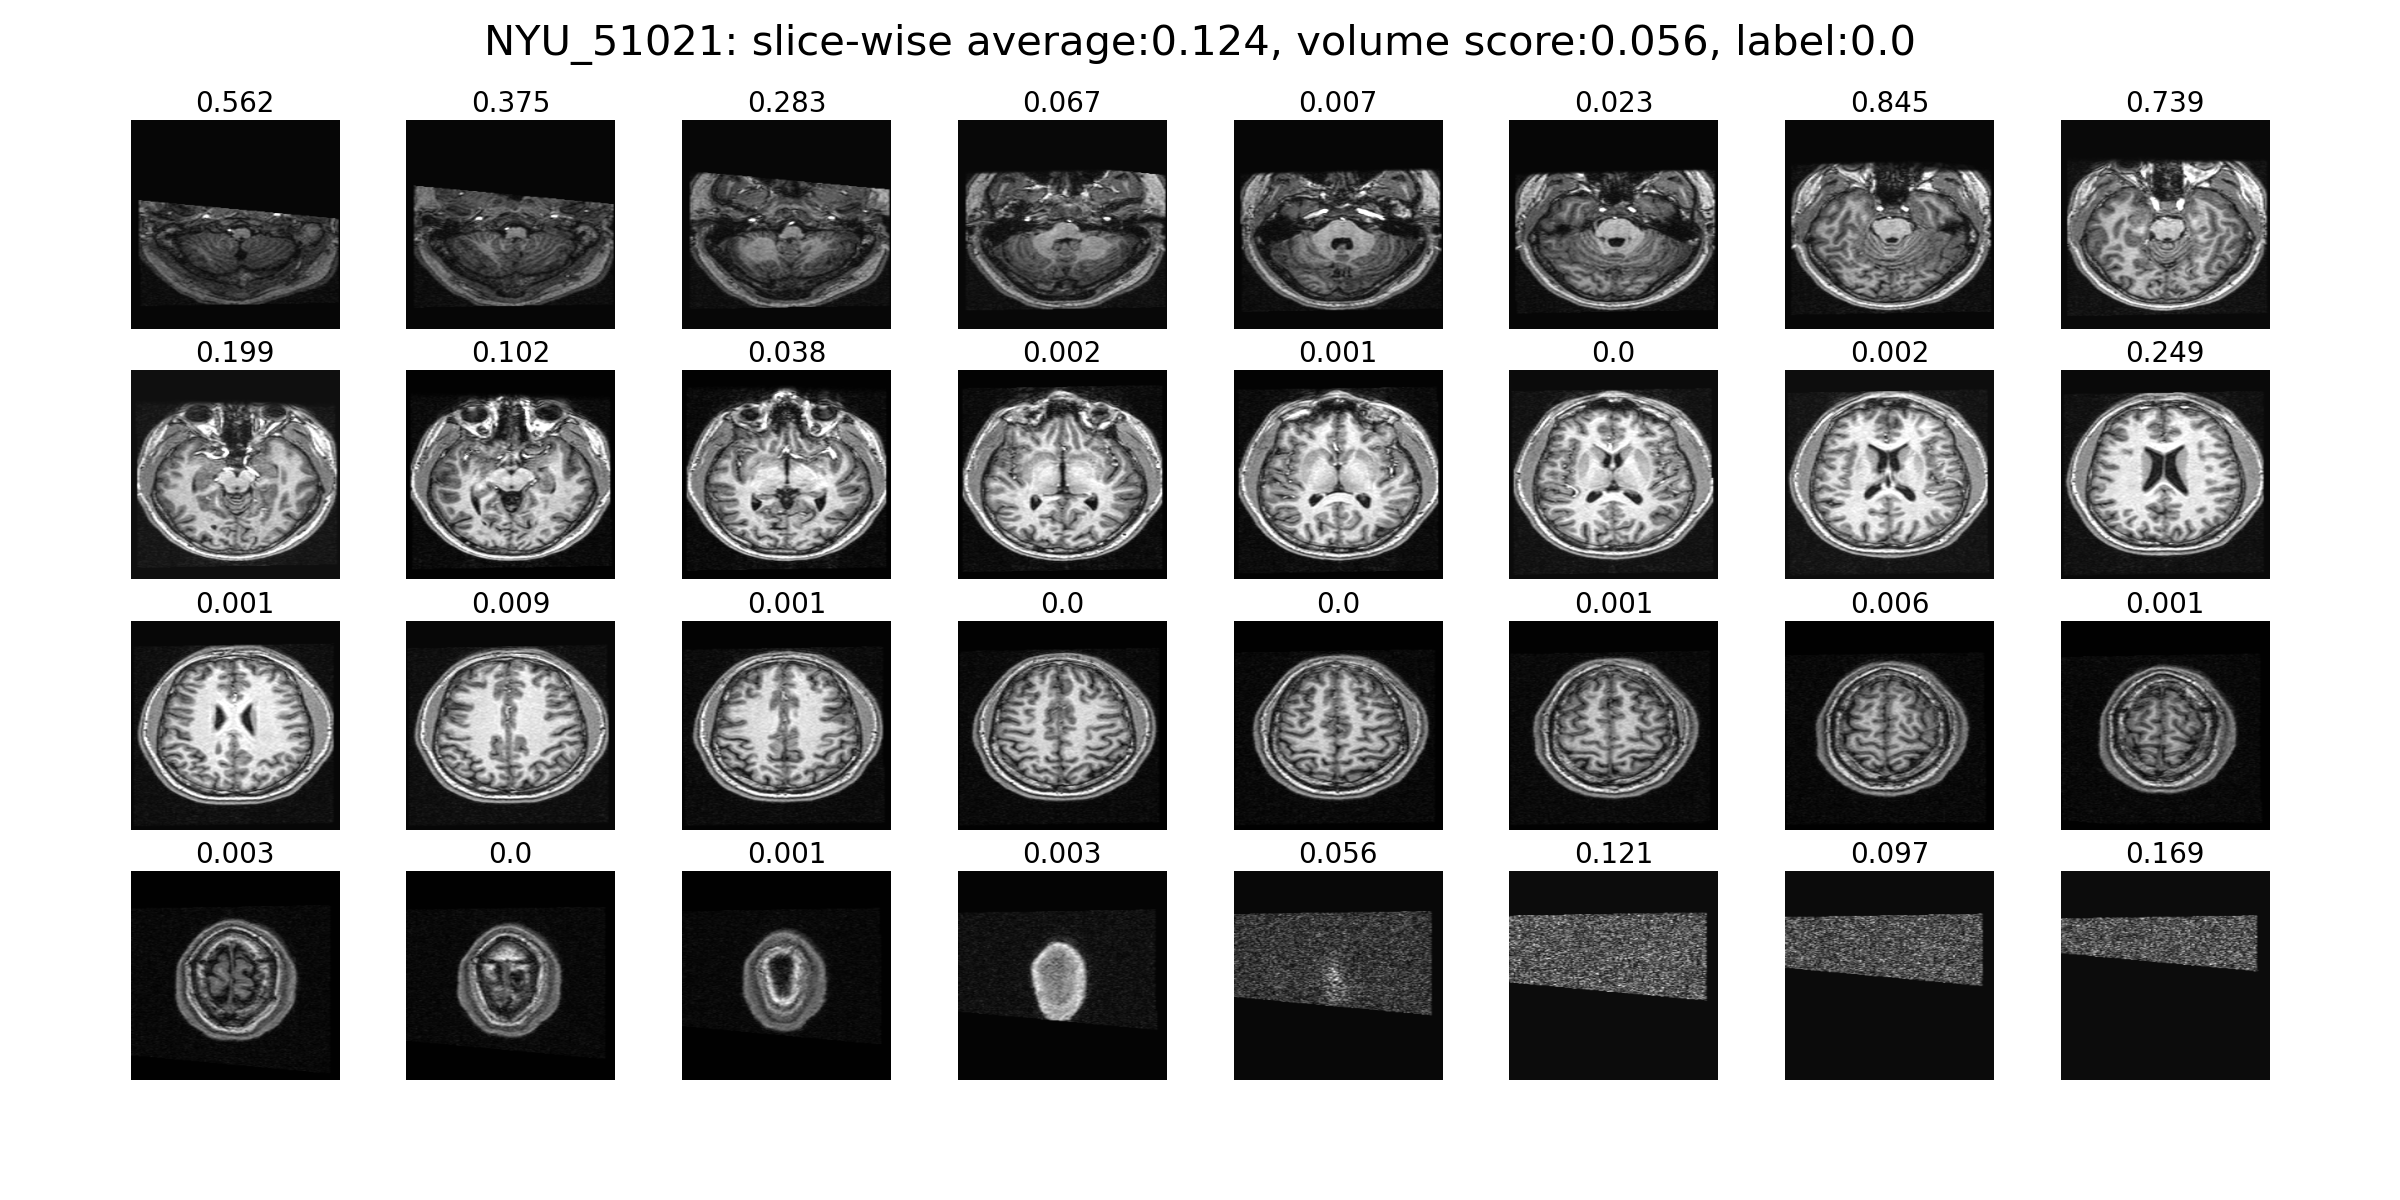 NYU_51021: slice-wise average:0.124, volume score:0.056, label:0.0
0.562 0.375 0.283 0.067 0.007 0.023 0.845 0.739
0.199 0.102 0.038 0.002 0.001 0.0 0.002 0.249
0.001 0.009 0.001 0.0 0.0 0.001 0.006 0.001
0.003 0.0 0.001 0.003 0.056 0.121 0.097 0.169